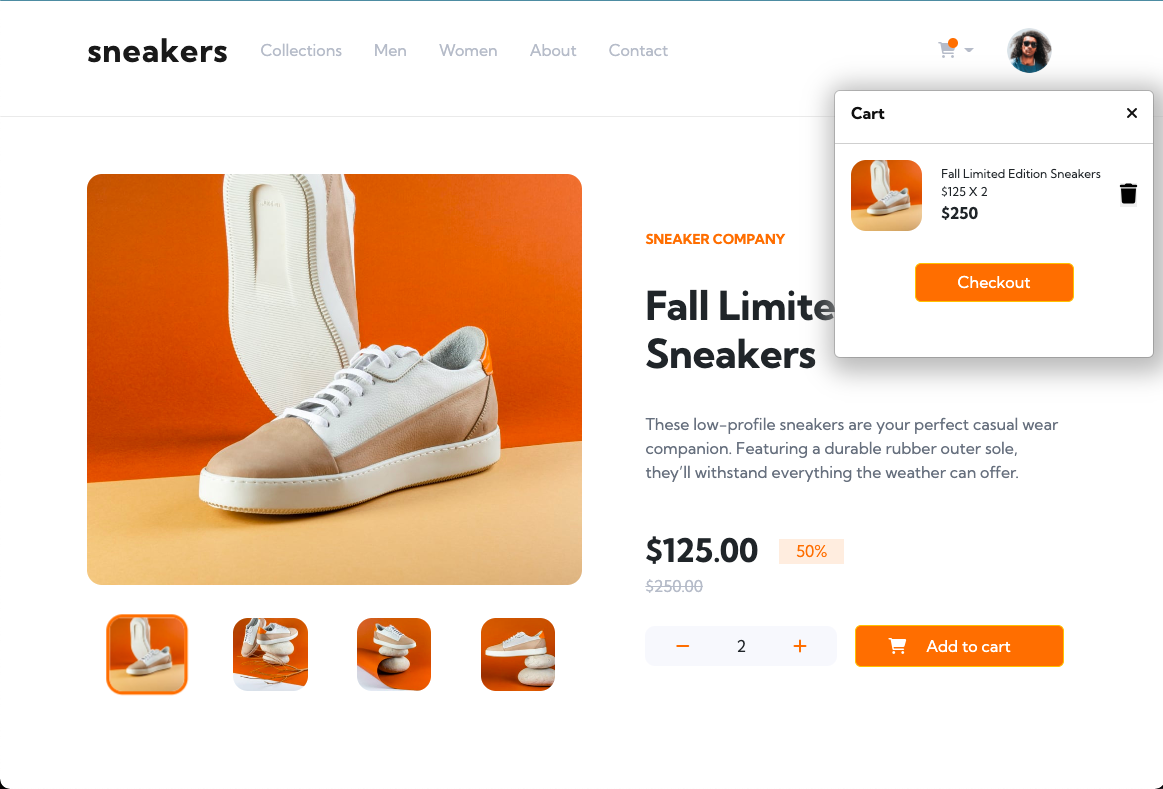 sneakers
Collections
Men
Women
About
Contact
Cart
Fall Limited Edition Sneakers
$125 X 2
$250
Checkout
SNEAKER COMPANY
Fall Limite
Sneakers
These low-profile sneakers are your perfect casual wear
companion. Featuring a durable rubber outer sole,
they’ll withstand everything the weather can offer.
$125.00
50%
$250.00
2
Add to cart